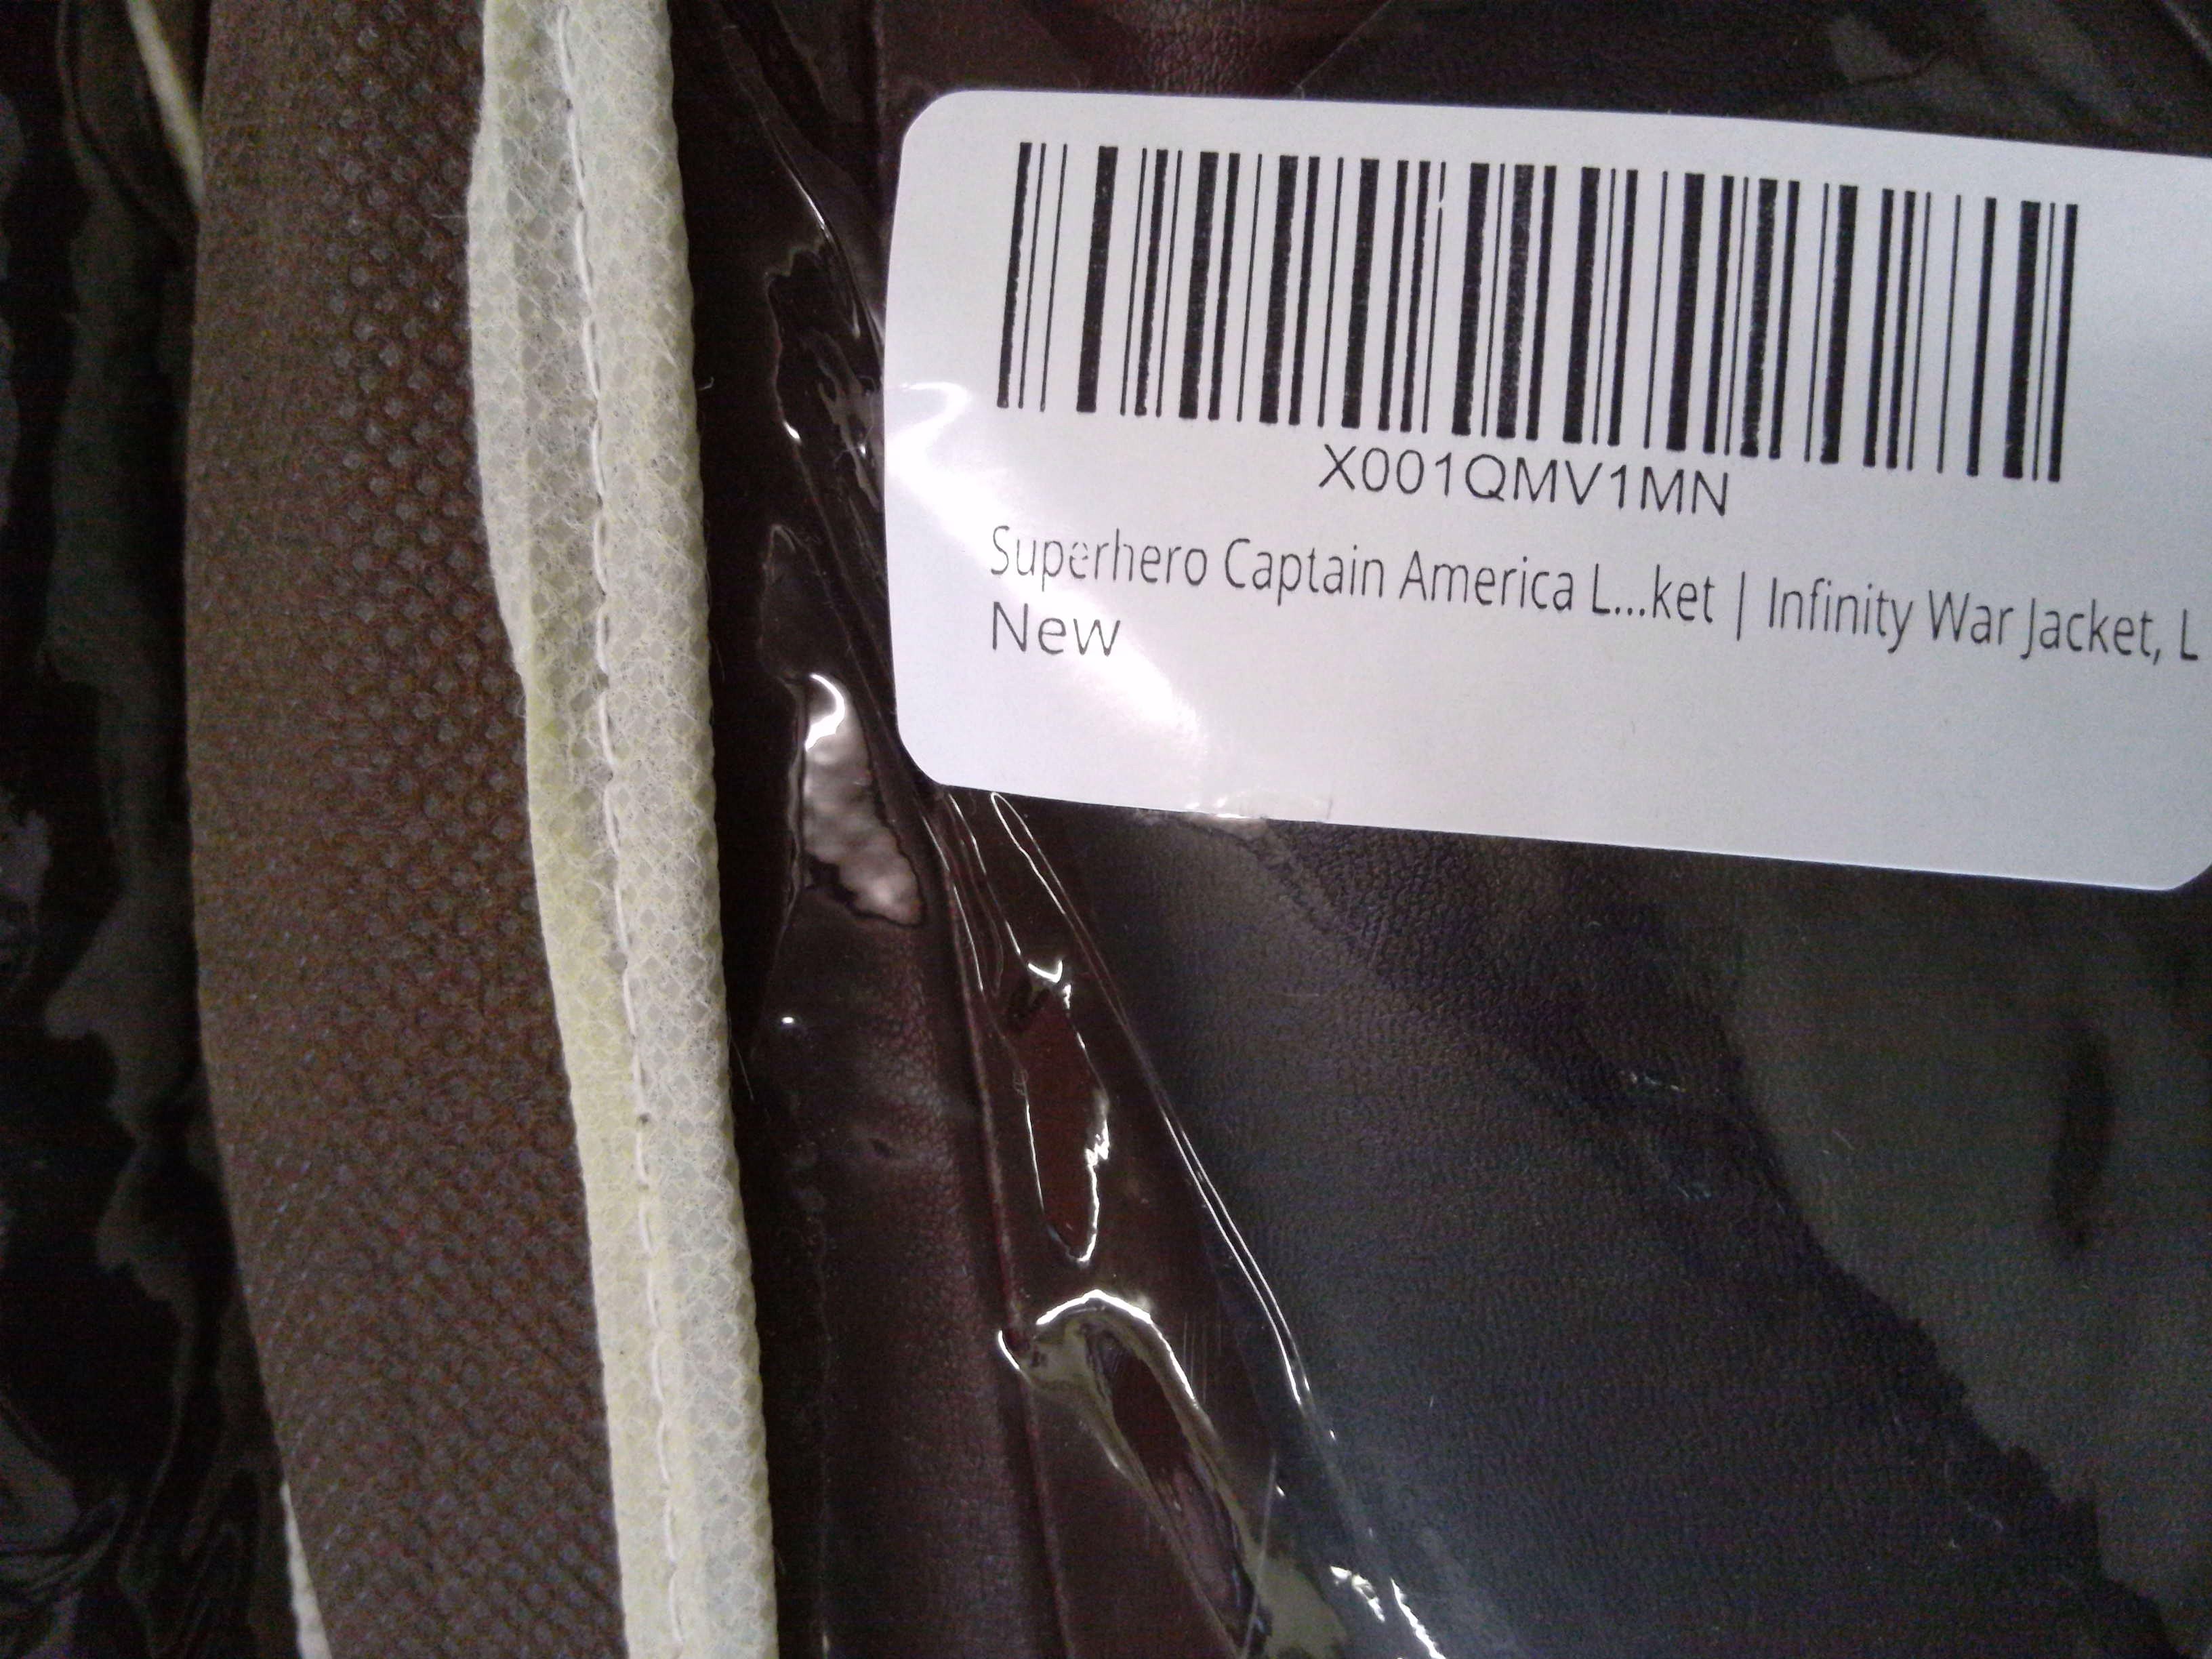 X001QMV1MN
Superhero Captain America L...ket | Infinity War Jacket, L
New